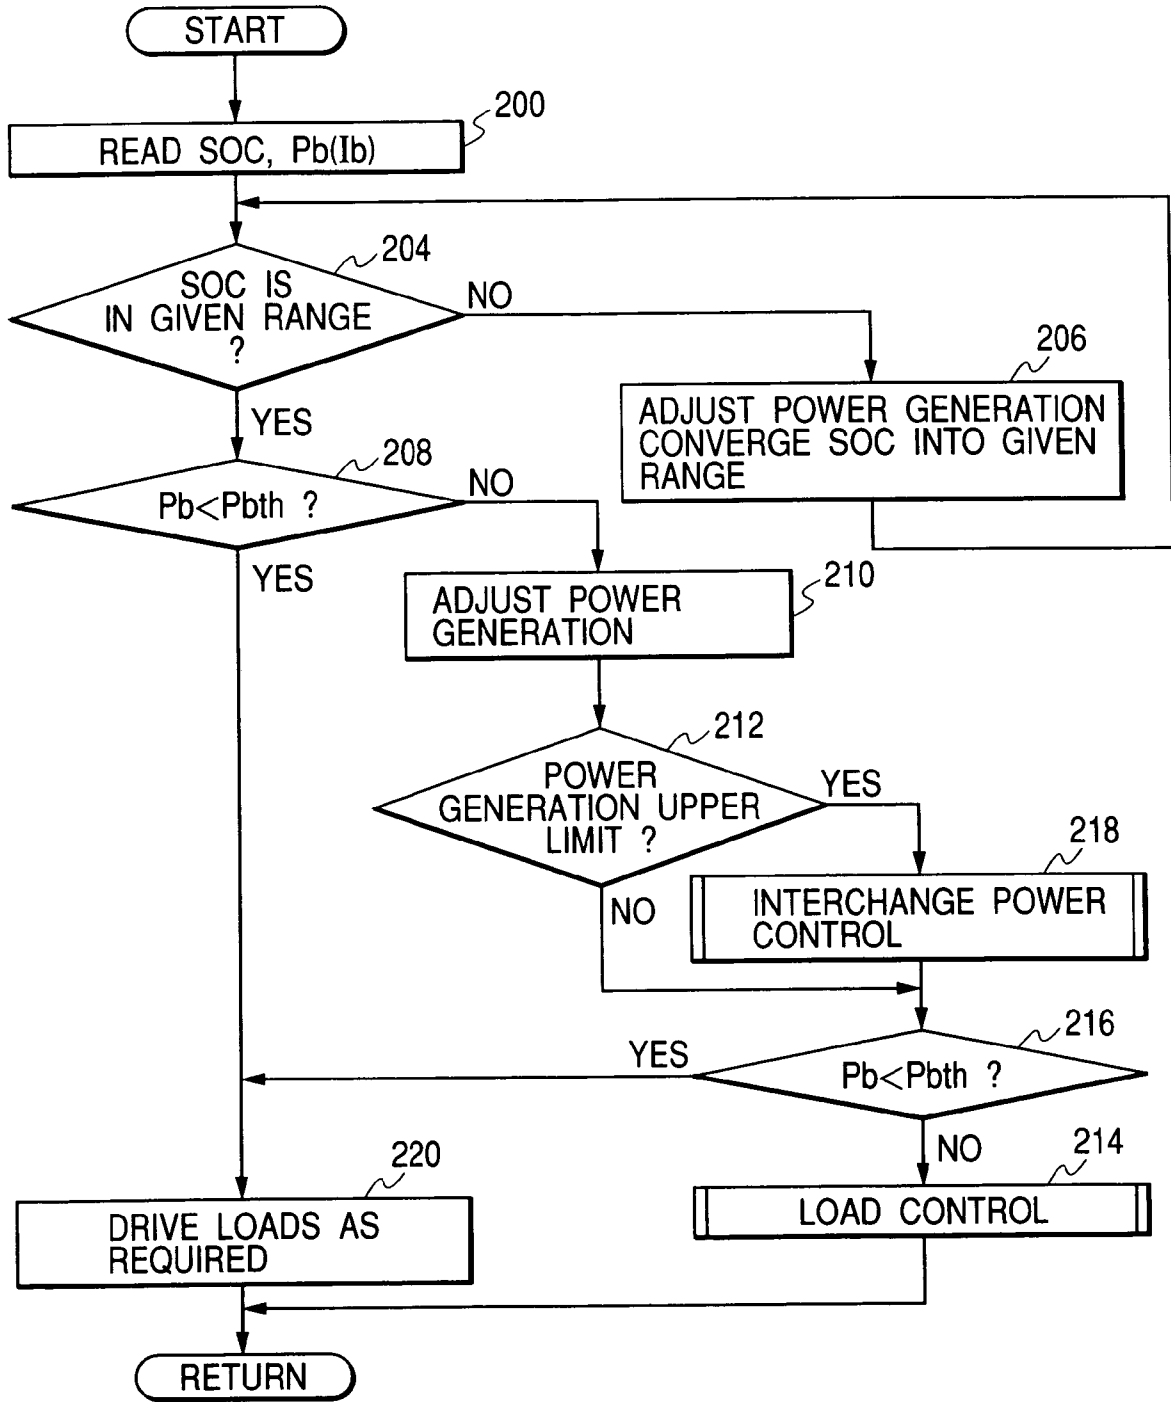 START
200
READ SOC, Pb(Ib)
204
SOC IS
IN GIVEN RANGE
?
NO
206
ADJUST POWER GENERATION
CONVERGE SOC INTO GIVEN
RANGE
YES
208
Pb<Pbth ?
NO
YES
210
ADJUST POWER
GENERATION
212
POWER
GENERATION UPPER
LIMIT ?
YES
218
INTERCHANGE POWER
CONTROL
NO
216
Pb<Pbth ?
YES
NO
214
LOAD CONTROL
220
DRIVE LOADS AS
REQUIRED
RETURN